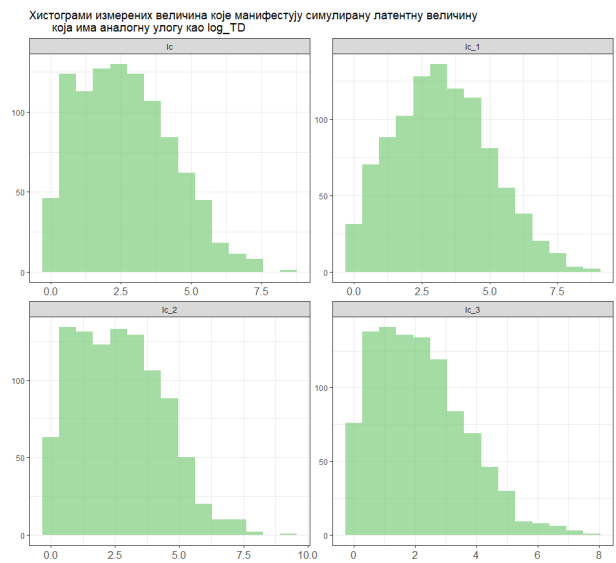 Хистограми измерених величина које манифестују симулирану латентну величину
која има аналогну улогу као log_TD
lc lc_1
100 100
50 50
0 0
0.0 2.5 5.0 7.5 0.0 2.5 5.0 7.5
lc_2 lc_3
100 100
50 50
0 0
0.0 2.5 5.0 7.5 10.0 0 2 4 6 8